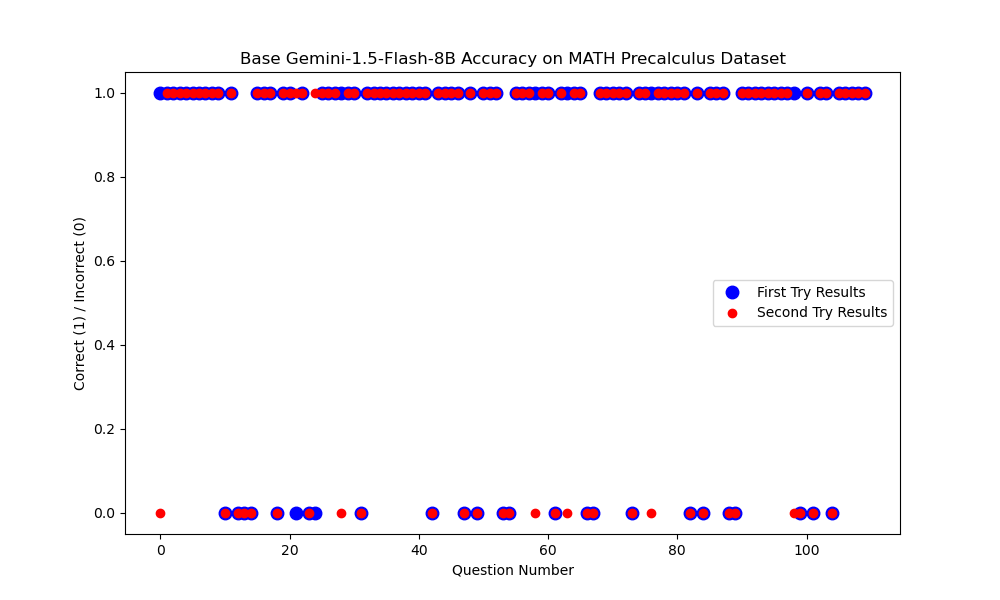 Base Gemini-1.5-Flash-8B Accuracy on MATH Precalculus Dataset
1.0
0.8
0.6
0.4
0.2
0.0
Correct (1) / Incorrect (0)
First Try Results
Second Try Results
0 20 40 60 80 100
Question Number